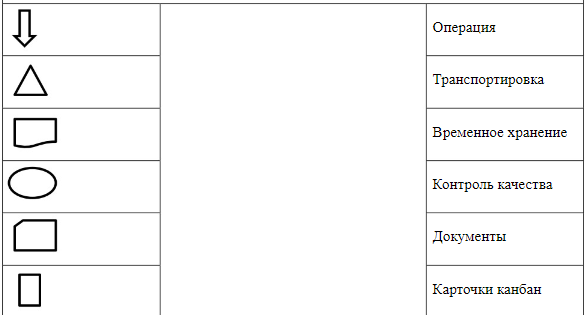 Операция
Транспортировка
Временное хранение
Контроль качества
Документы
Карточки канбан